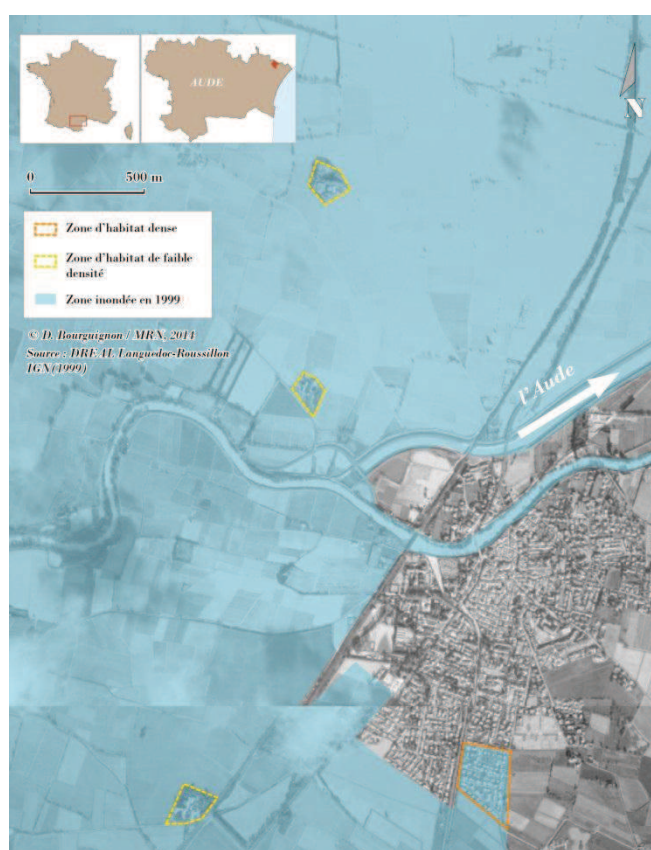 AUDE
N
0 500 m
Zone d'habitat dense
Zone d'habitat de faible
densité
Zone inondée en 1999
© D. Bourguignon / MRN, 2014
Source : DREAL Languedoc-Roussillon
IGN (1999)
l'Aude